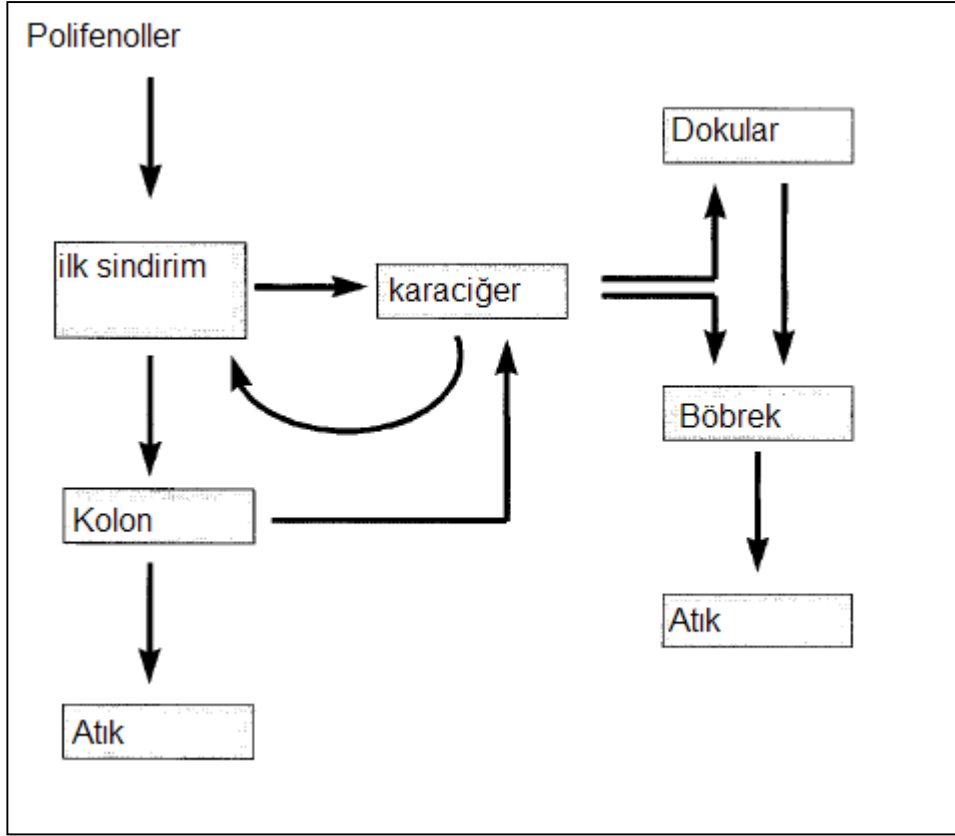 Polifenoller
Dokular
ilk sindirim
karaciğer
Böbrek
Kolon
Atık
Atık